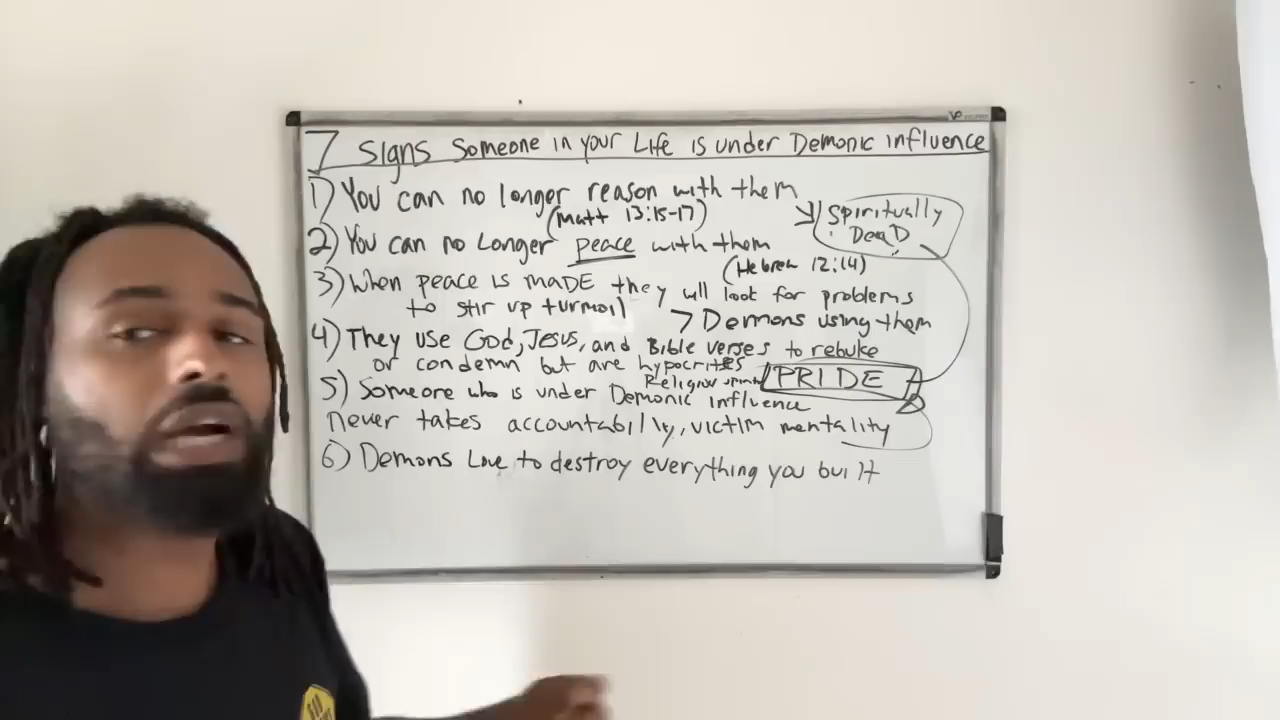 7 Signs Someone in your Life is under Demonic influence
1) You can no longer reason with them
(Matt 13:15-17)
Spiritually
DeaD
2) You can no Longer peace with them
(Hebrew 12:14)
3) When peace is maDE they will look for problems
to stir up turmoil
Demons using them
4) They use God, Jesus, and Bible verses to rebuke
or condemn but are hypocrites
Religious spirit
PRIDE
5) Someone who is under Demonic influence
never takes accountability, victim mentality
6) Demons Love to destroy everything you built